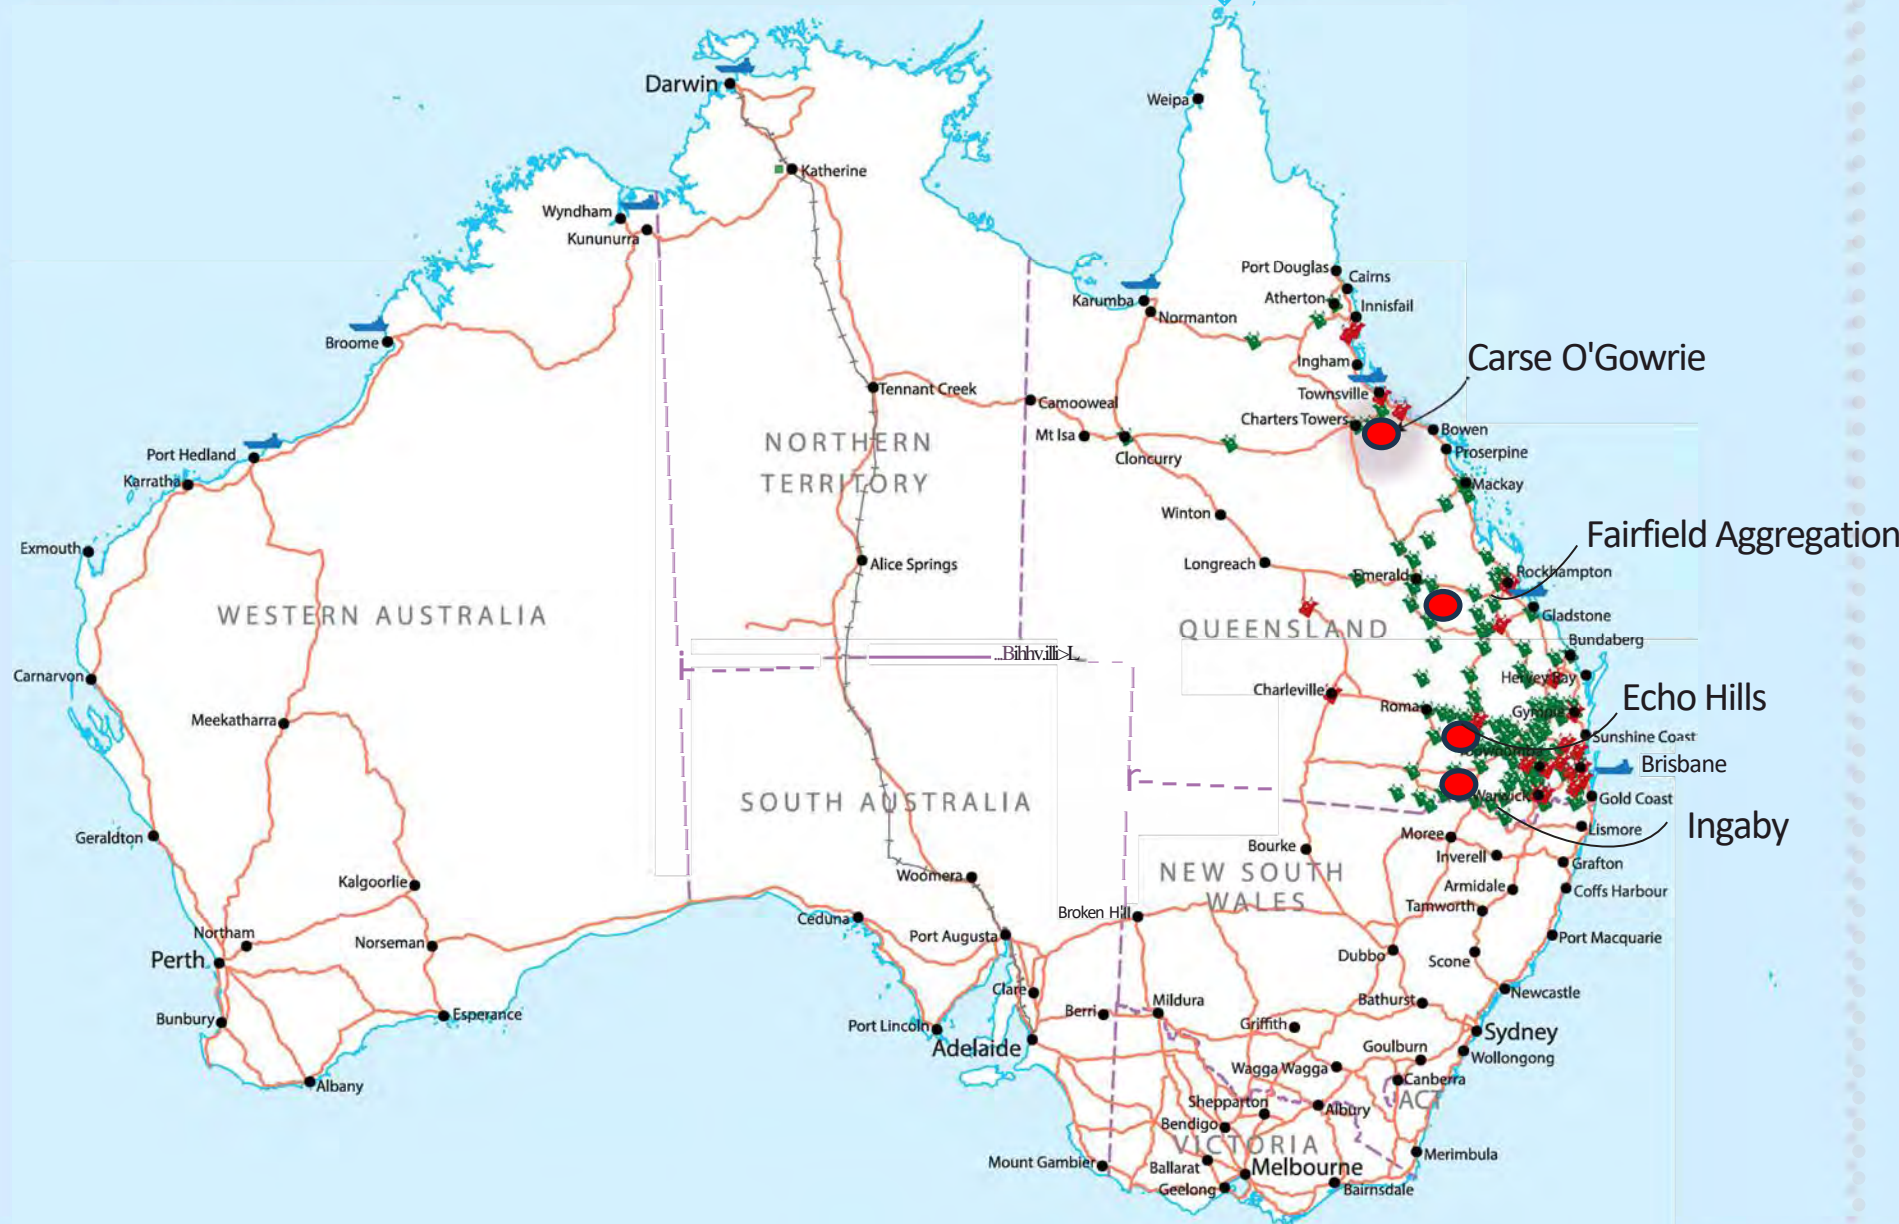 Darwin
Weipa
Katherine
Wyndham
Kununurra
Port Douglas
Cairns
Karumba
Atherton
Innisfail
Normanton
Broome
Ingham
Carse O'Gowrie
Tennant Creek
Camooweal
Townsville
Charters Towers
Bowen
NORTHERN
TERRITORY
Mt Isa
Cloncurry
Proserpine
Port Hedland
Karratha
Mackay
Winton
Fairfield Aggregation
Exmouth
Alice Springs
Longreach
Emerald
Rockhampton
WESTERN AUSTRALIA
QUEENSLAND
Gladstone
Bundaberg
...Bihhv.illi>L
Carnarvon
Charleville
Hervey Bay
Echo Hills
Meekatharra
Roma
Gympie
Sunshine Coast
Brisbane
SOUTH AUSTRALIA
Warwick
Gold Coast
Geraldton
Moree
Lismore
Ingaby
Bourke
Inverell
Grafton
NEW SOUTH
WALES
Kalgoorlie
Woomera
Armidale
Coffs Harbour
Tamworth
Ceduna
Broken Hill
Northam
Norseman
Port Augusta
Port Macquarie
Perth
Dubbo
Scone
Clare
Newcastle
Bunbury
Esperance
Berri
Mildura
Bathurst
Port Lincoln
Griffith
Sydney
Adelaide
Goulburn
Wollongong
Wagga Wagga
Albany
Canberra
ACT
Shepparton
Albury
Bendigo
VICTORIA
Merimbula
Mount Gambier
Ballarat
Melbourne
Geelong
Bairnsdale